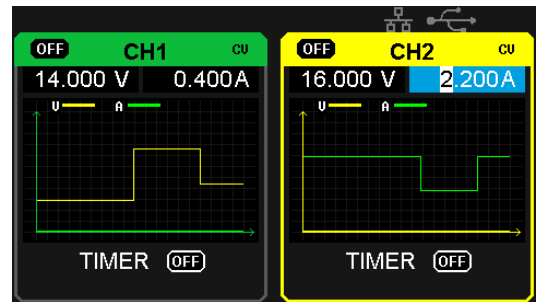 OFF CH1 CV
OFF CH2 CV
14.000 V 0.400A
16.000 V 2.200A
V A
V A
TIMER OFF
TIMER OFF